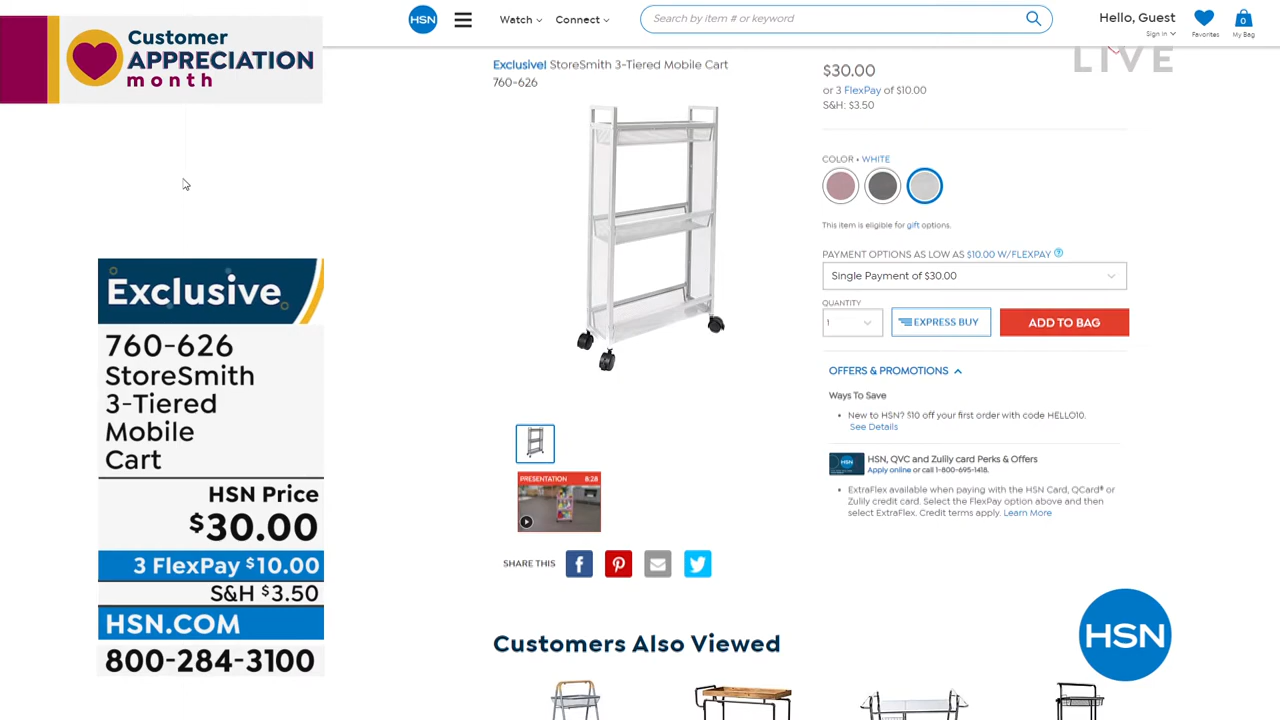 Customer
APPRECIATION
month
HSN
Watch
Connect
Search by item # or keyword
Hello, Guest
Sign in
Favorites
0
My Bag
LIVE
Exclusive! StoreSmith 3-Tiered Mobile Cart
760-626
$30.00
or 3 FlexPay of $10.00
S&H: $3.50
COLOR • WHITE
This item is eligible for gift options.
PAYMENT OPTIONS AS LOW AS $10.00 W/FLEXPAY ?
Single Payment of $30.00
QUANTITY
1
EXPRESS BUY
ADD TO BAG
OFFERS & PROMOTIONS
Ways To Save
• New to HSN? $10 off your first order with code HELLO10.
See Details
HSN
HSN, QVC and Zulily card Perks & Offers
Apply online or call 1-800-695-1418.
• ExtraFlex available when paying with the HSN Card, QCard® or
Zulily credit card. Select the FlexPay option above and then
select ExtraFlex. Credit terms apply. Learn More
PRESENTATION 8:28
SHARE THIS
Customers Also Viewed
Exclusive
760-626
StoreSmith
3-Tiered
Mobile
Cart
HSN Price
$30.00
3 FlexPay $10.00
S&H $3.50
HSN.COM
800-284-3100
HSN